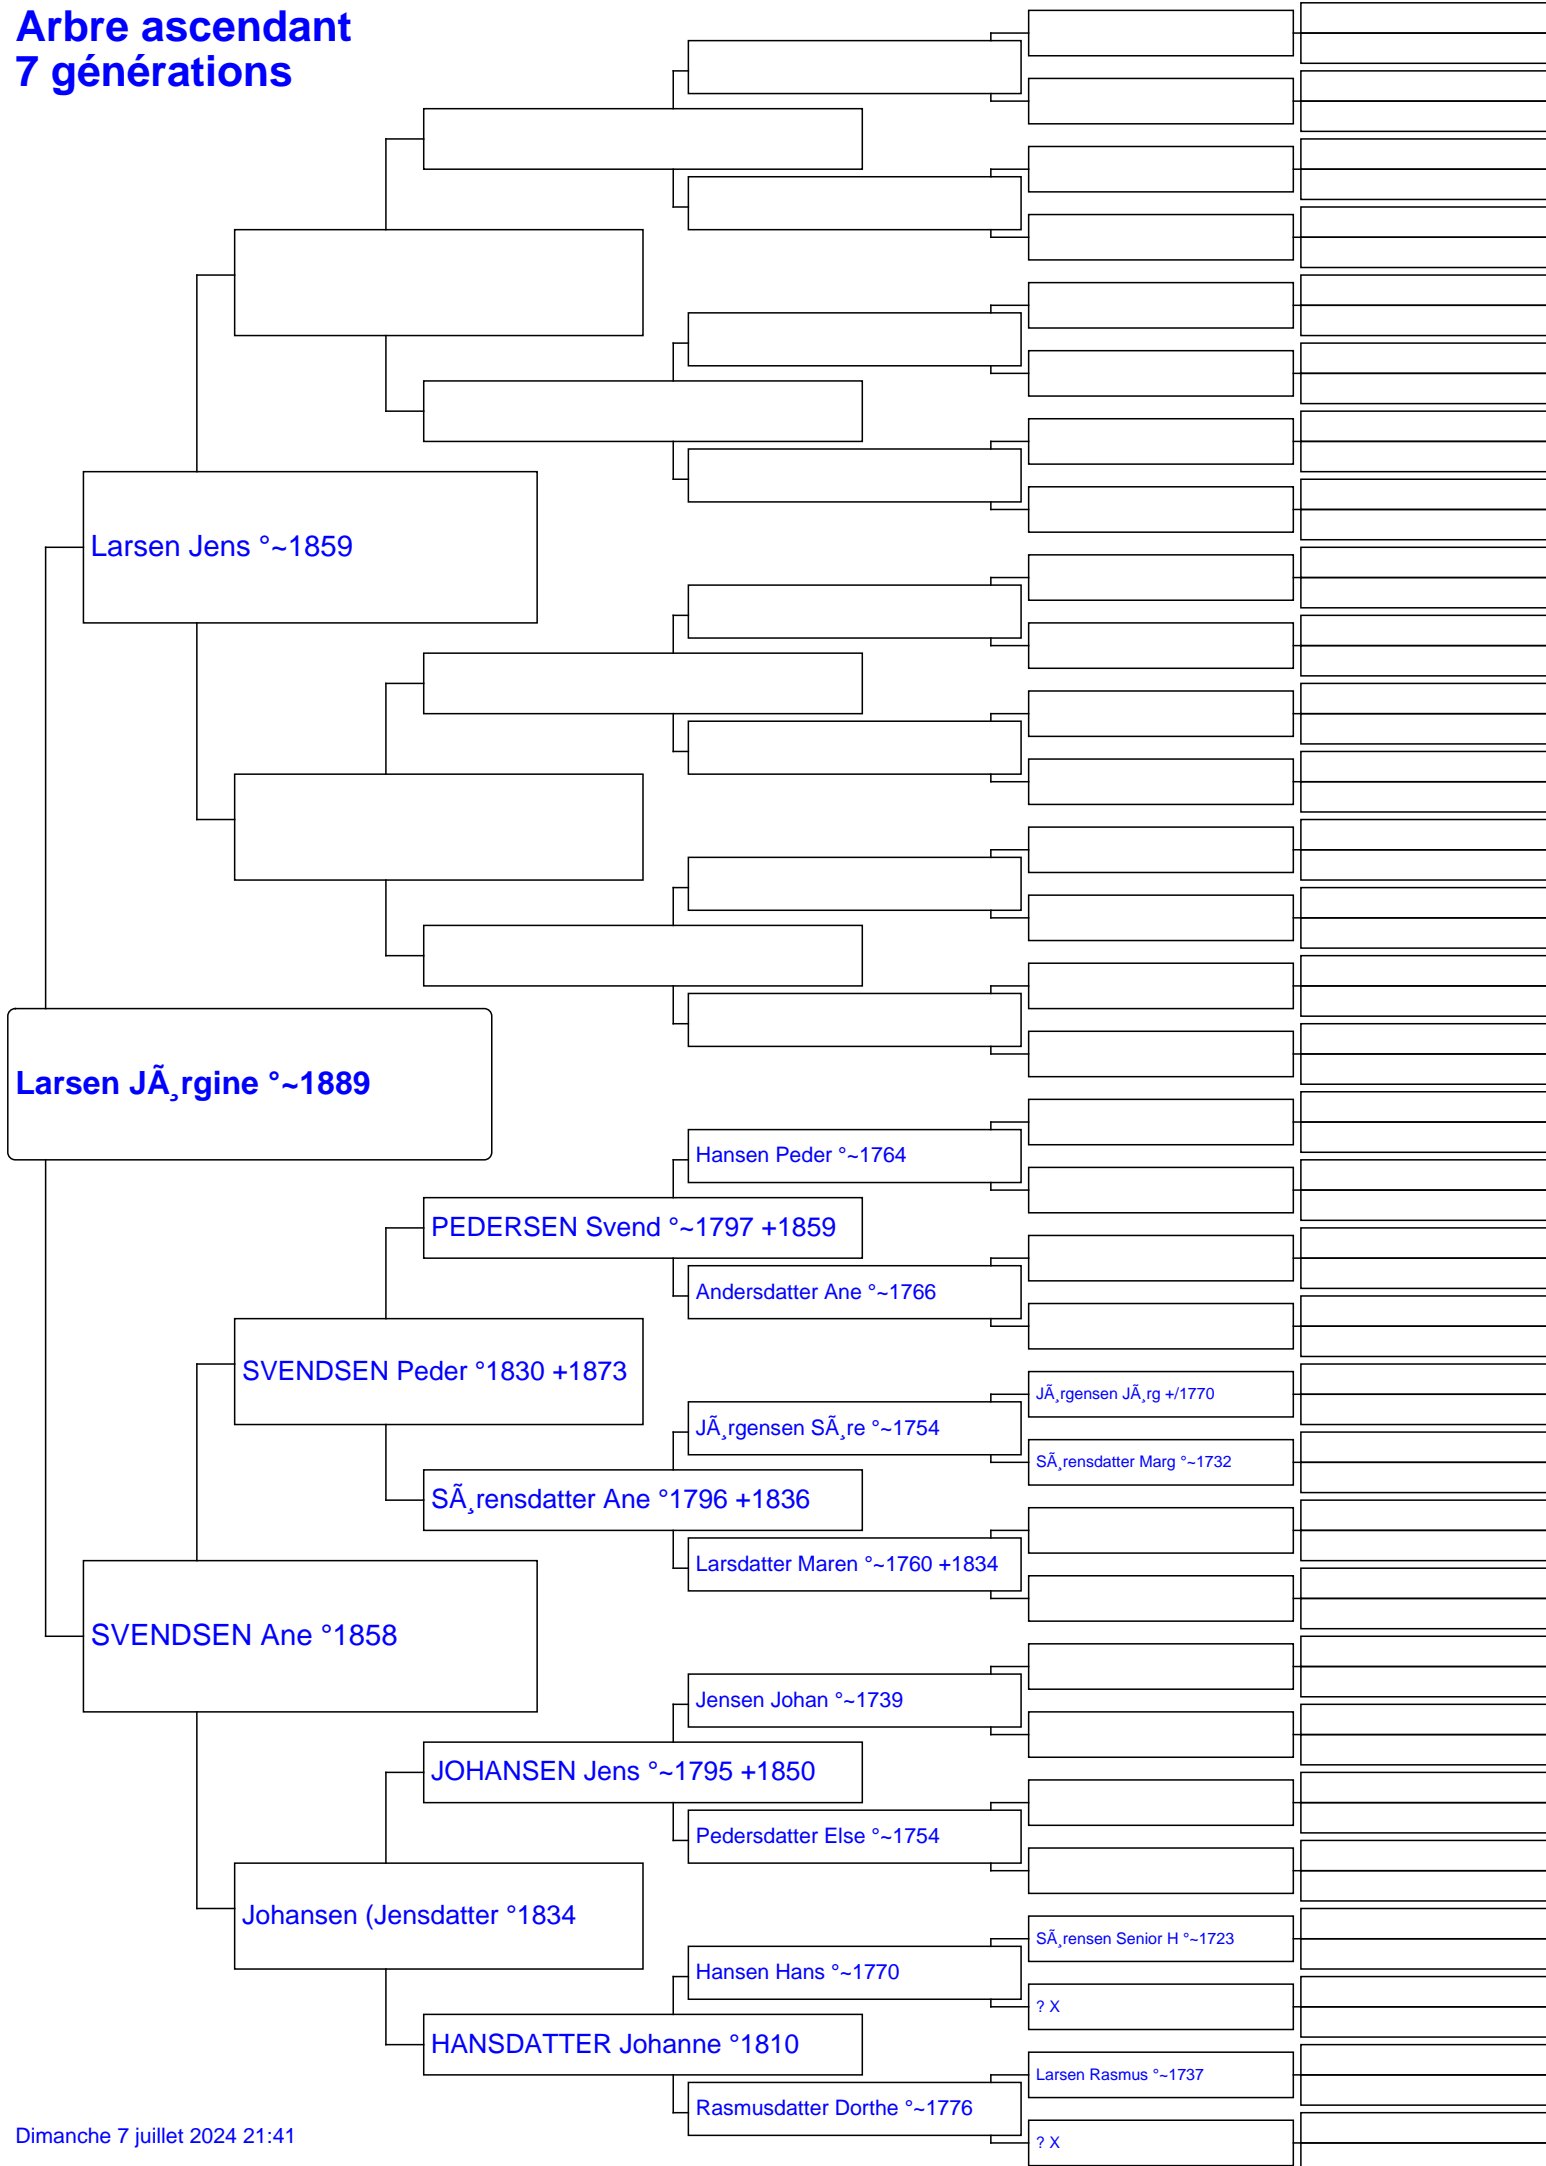 Arbre ascendant
7 générations
Larsen Jens °~1859
Larsen JÃ¸rgine °~1889
Hansen Peder °~1764
PEDERSEN Svend °~1797 +1859
Andersdatter Ane °~1766
SVENDSEN Peder °1830 +1873
JÃ¸rgensen JÃ¸rg +/1770
JÃ¸rgensen SÃ¸re °~1754
SÃ¸rensdatter Marg °~1732
SÃ¸rensdatter Ane °1796 +1836
Larsdatter Maren °~1760 +1834
SVENDSEN Ane °1858
Jensen Johan °~1739
JOHANSEN Jens °~1795 +1850
Pedersdatter Else °~1754
Johansen (Jensdatter °1834
SÃ¸rensen Senior H °~1723
Hansen Hans °~1770
? X
HANSDATTER Johanne °1810
Larsen Rasmus °~1737
Rasmusdatter Dorthe °~1776
? X
Dimanche 7 juillet 2024 21:41